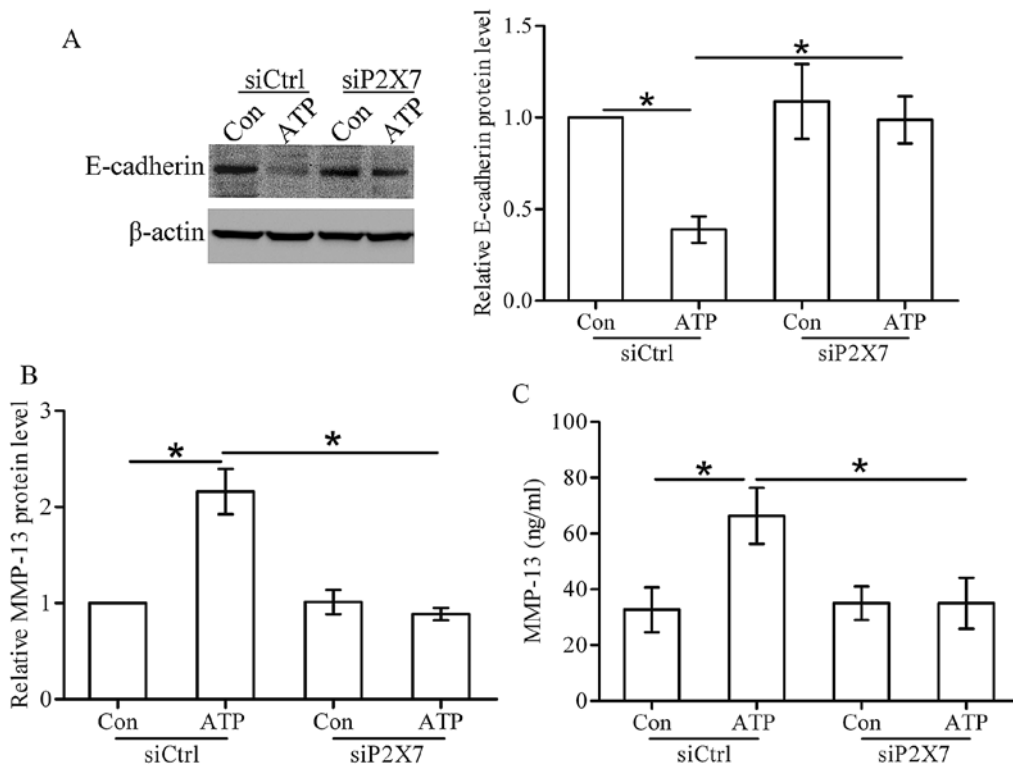 A
siCtrl siP2X7
Con ATP Con ATP
E-cadherin
β-actin
Relative E-cadherin protein level
1.5
1.0
0.5
0.0
*
*
Con ATP Con ATP
siCtrl siP2X7
B
Relative MMP-13 protein level
3
2
1
0
*
*
Con ATP Con ATP
siCtrl siP2X7
C
MMP-13 (ng/ml)
100
80
60
40
20
0
*
*
Con ATP Con ATP
siCtrl siP2X7